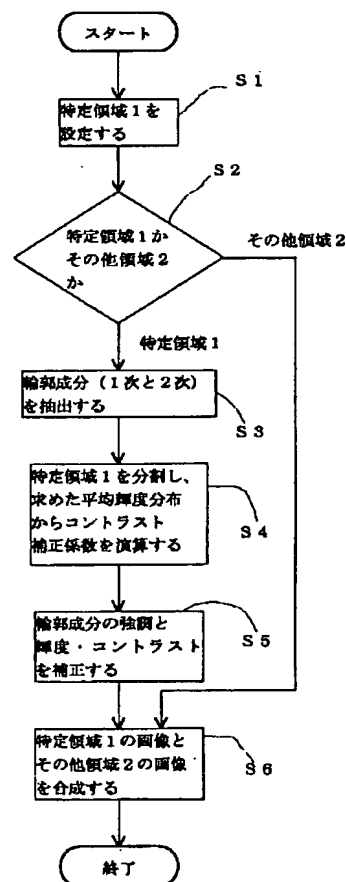 スタート
S1
特定領域1を
設定する
S2
特定領域1か
その他領域2
か
その他領域2
特定領域1
輪郭成分（1次と2次）
を抽出する
S3
特定領域1を分割し、
求めた平均輝度分布
からコントラスト
補正係数を演算する
S4
輪郭成分の強調と
輝度・コントラスト
を補正する
S5
特定領域1の画像と
その他領域2の画像
を合成する
S6
終了